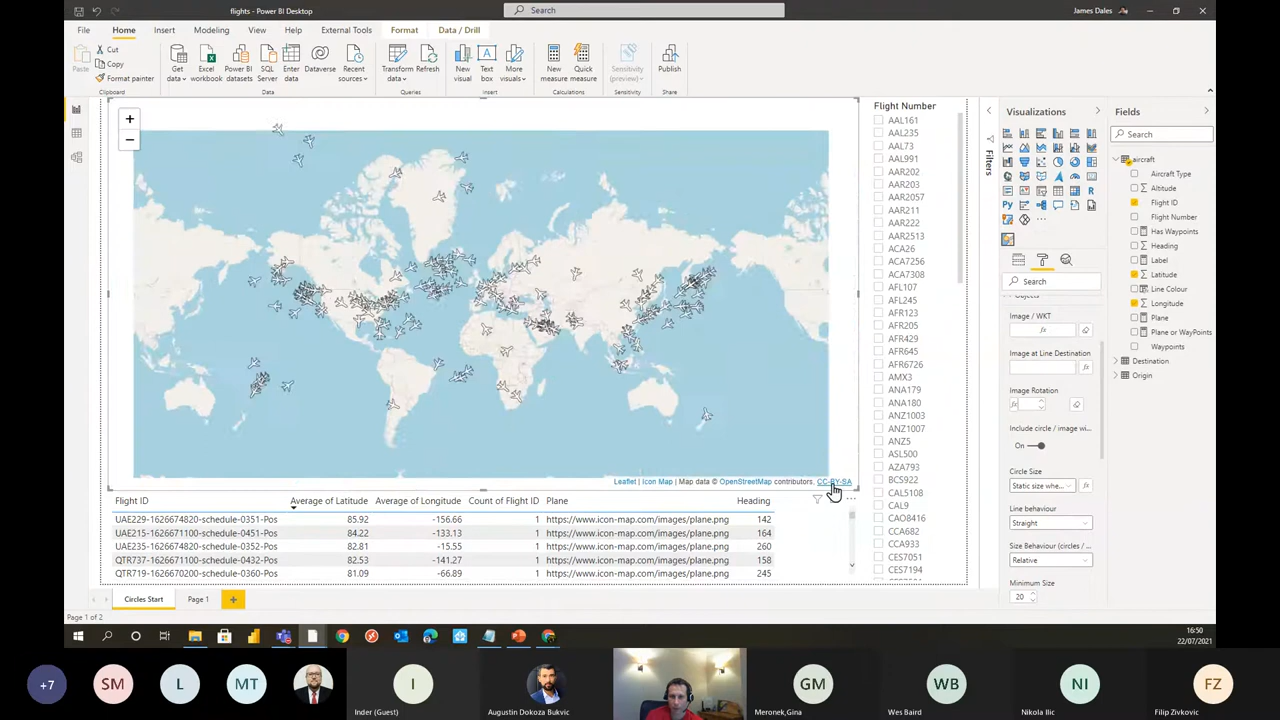 flights - Power BI Desktop
Search
James Dales
File
Home
Insert
Modeling
View
Help
External Tools
Format
Data / Drill
Paste
Cut
Copy
Format painter
Clipboard
Get data
Excel workbook
Power BI datasets
SQL Server
Enter data
Dataverse
Recent sources
Data
Transform data
Refresh
Queries
New visual
Text box
More visuals
Insert
New measure
Quick measure
Calculations
Sensitivity (preview)
Sensitivity
Publish
Share
+
−
Leaflet | Icon Map | Map data © OpenStreetMap contributors, CC-BY-SA
Flight Number
AAL161
AAL235
AAL73
AAL991
AAR202
AAR203
AAR2057
AAR211
AAR222
AAR2513
ACA26
ACA7256
ACA7308
AFL107
AFL245
AFR123
AFR205
AFR429
AFR645
AFR6726
AMX3
ANA179
ANA180
ANZ1003
ANZ1007
ANZ5
ASL500
AZA793
BCS922
CAL5108
CAL9
CAO8416
CCA682
CCA933
CES7051
CES7194
Filters
Visualizations
Search
Objects
Image / WKT
Image at Line Destination
Image Rotation
Include circle / image wi...
On
Circle Size
Static size whe...
Line behaviour
Straight
Size Behaviour (circles / ...
Relative
Minimum Size
20
Fields
Search
aircraft
Aircraft Type
Altitude
Flight ID
Flight Number
Has Waypoints
Heading
Label
Latitude
Line Colour
Longitude
Plane
Plane or WayPoints
Waypoints
Destination
Origin
Flight ID Average of Latitude Average of Longitude Count of Flight ID Plane Heading
UAE229-1626674820-schedule-0351-Pos 85.92 -156.66 1 https://www.icon-map.com/images/plane.png 142
UAE215-1626671100-schedule-0451-Pos 84.22 -133.13 1 https://www.icon-map.com/images/plane.png 164
UAE235-1626674820-schedule-0352-Pos 82.81 -15.55 1 https://www.icon-map.com/images/plane.png 260
QTR737-1626671100-schedule-0432-Pos 82.53 -141.27 1 https://www.icon-map.com/images/plane.png 158
QTR719-1626670200-schedule-0360-Pos 81.09 -66.89 1 https://www.icon-map.com/images/plane.png 245
Circles Start
Page 1
+
Page 1 of 2
16:50
22/07/2021
+7
SM
L
MT
I
Inder (Guest)
Augustin Dokoza Bukvic
GM
Meronek,Gina
WB
Wes Baird
NI
Nikola Ilic
FZ
Filip Zivkovic